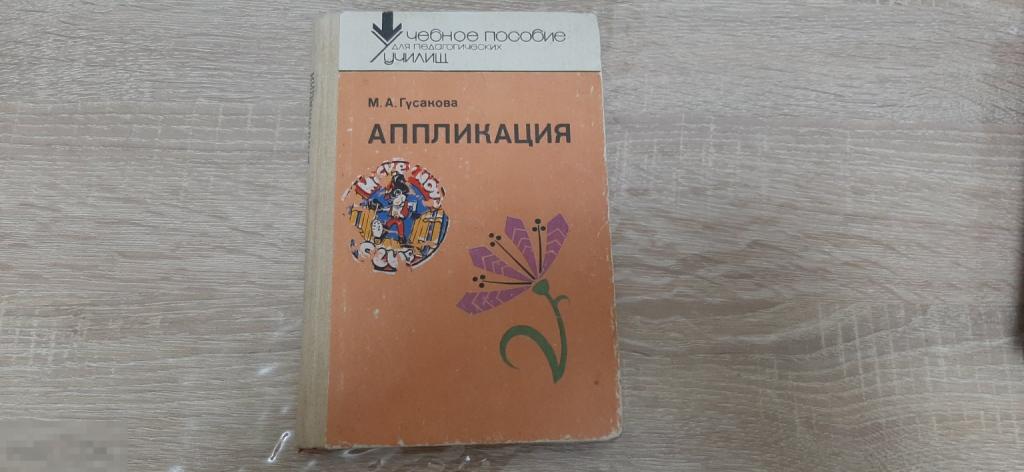 Учебное пособие
для педагогических
училищ
М. А. Гусакова
АППЛИКАЦИЯ